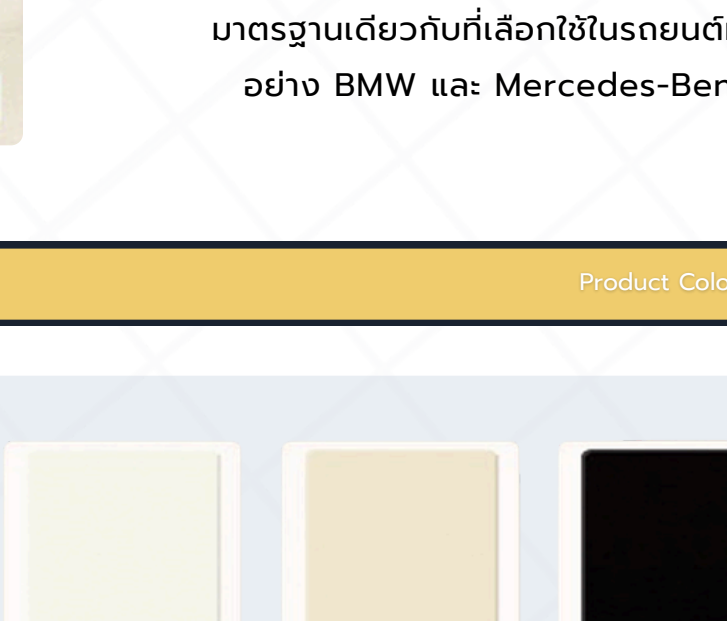 มาตรฐานเดียวกับที่เลือกใช้ในรถยนต์
อย่าง BMW และ Mercedes-Ben
Product Colo